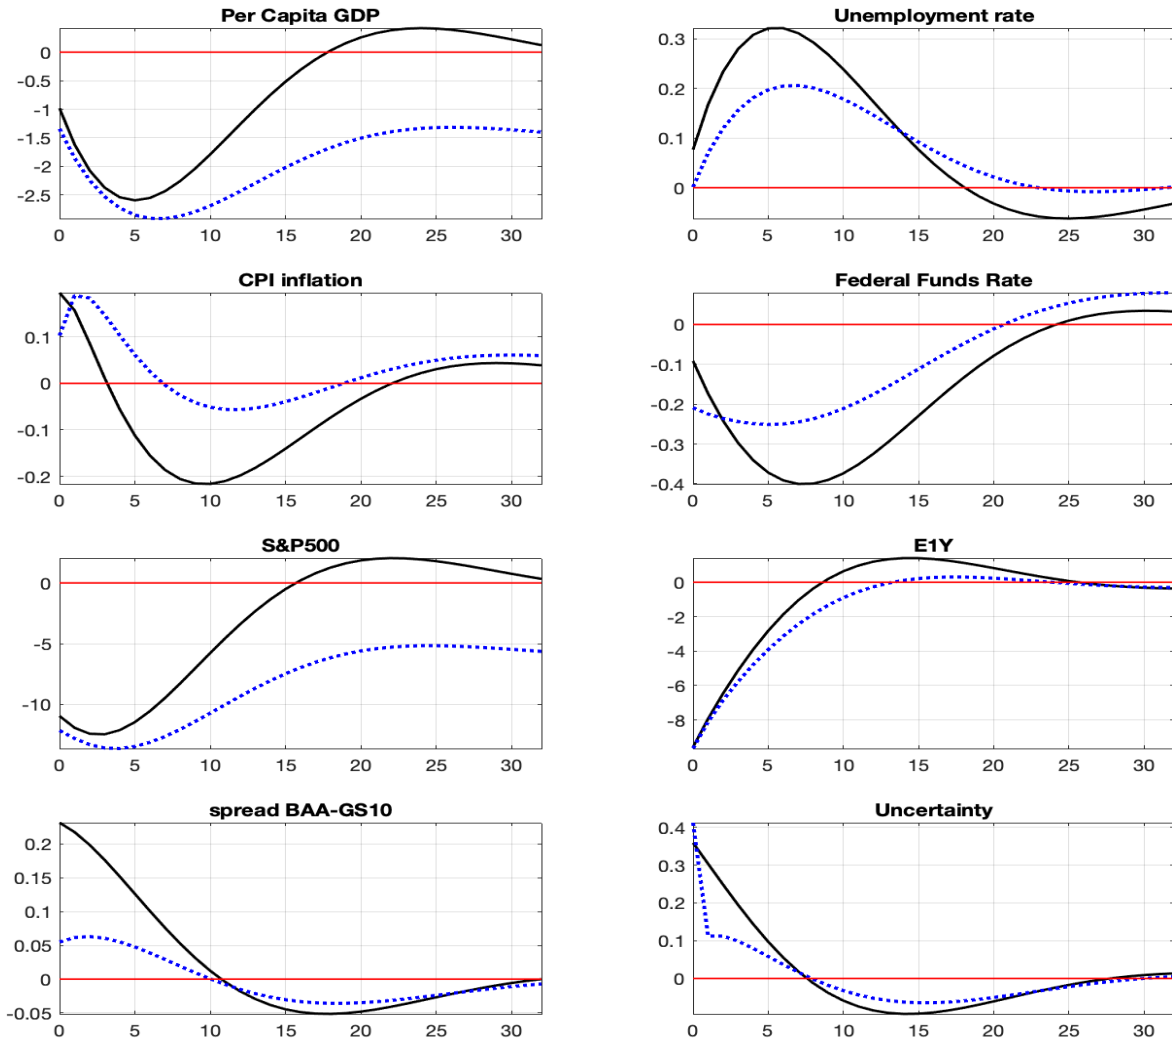 Per Capita GDP
0
-0.5
-1
-1.5
-2
-2.5
0 5 10 15 20 25 30
Unemployment rate
0.3
0.2
0.1
0
0 5 10 15 20 25 30
CPI inflation
0.1
0
-0.1
-0.2
0 5 10 15 20 25 30
Federal Funds Rate
0
-0.1
-0.2
-0.3
-0.4
0 5 10 15 20 25 30
S&P500
0
-5
-10
0 5 10 15 20 25 30
E1Y
0
-2
-4
-6
-8
0 5 10 15 20 25 30
spread BAA-GS10
0.2
0.15
0.1
0.05
0
-0.05
0 5 10 15 20 25 30
Uncertainty
0.4
0.3
0.2
0.1
0
0 5 10 15 20 25 30